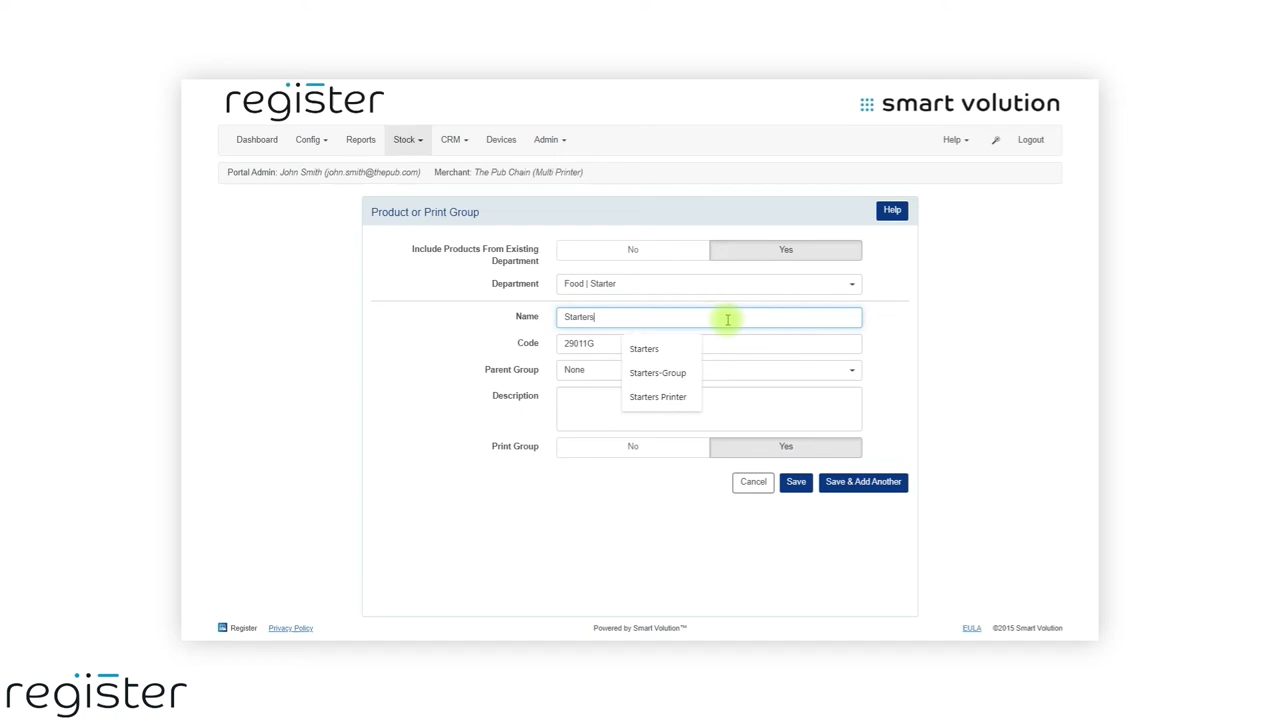 register
smart volution
Dashboard Config Reports Stock CRM Devices Admin Help Logout
Portal Admin: John Smith (john.smith@thepub.com) Merchant: The Pub Chain (Multi Printer)
Product or Print Group Help
Include Products From Existing
Department
No Yes
Department Food | Starter
Name Starters
Code 29011G
Starters
Parent Group None
Starters-Group
Description
Starters Printer
Print Group No Yes
Cancel Save Save & Add Another
Register Privacy Policy Powered by Smart Volution™ EULA ©2015 Smart Volution
register